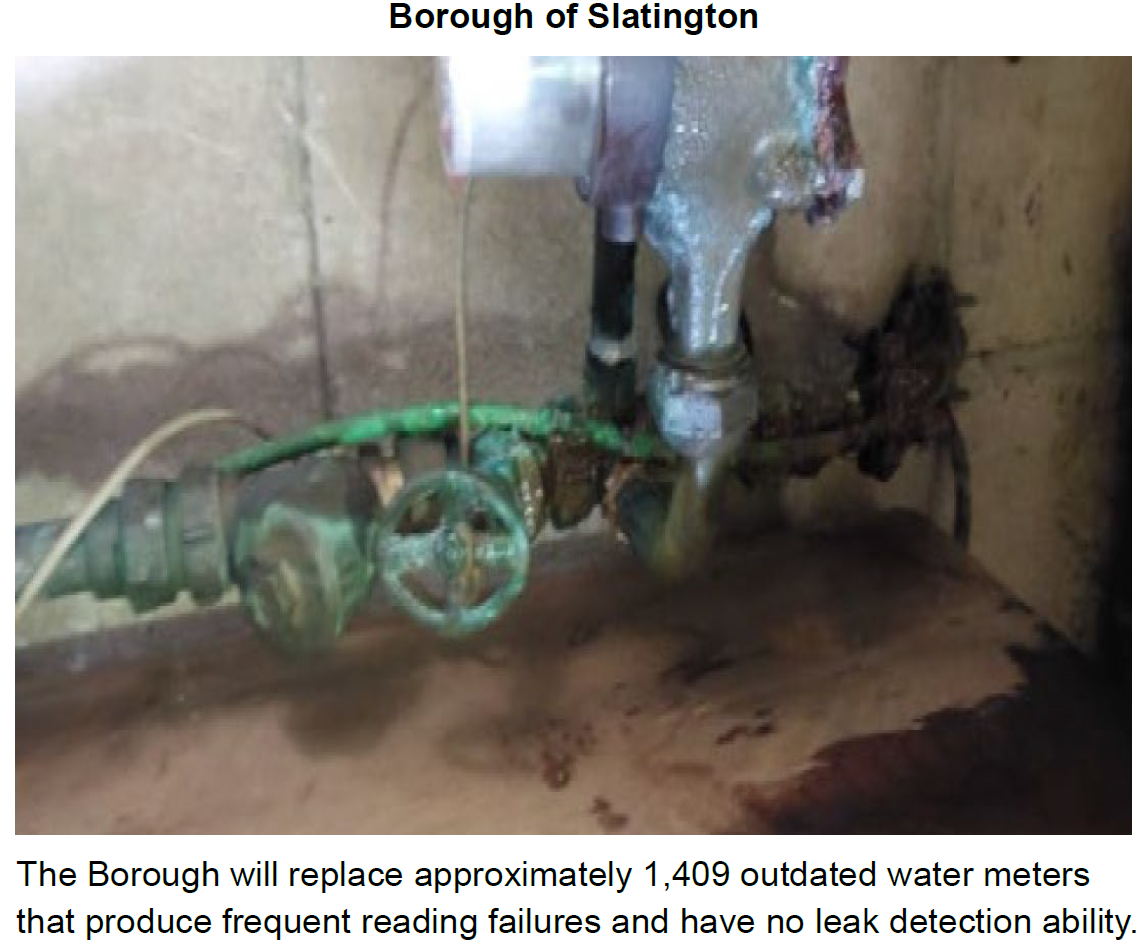 Borough of Slatington
The Borough will replace approximately 1,409 outdated water meters
that produce frequent reading failures and have no leak detection ability.